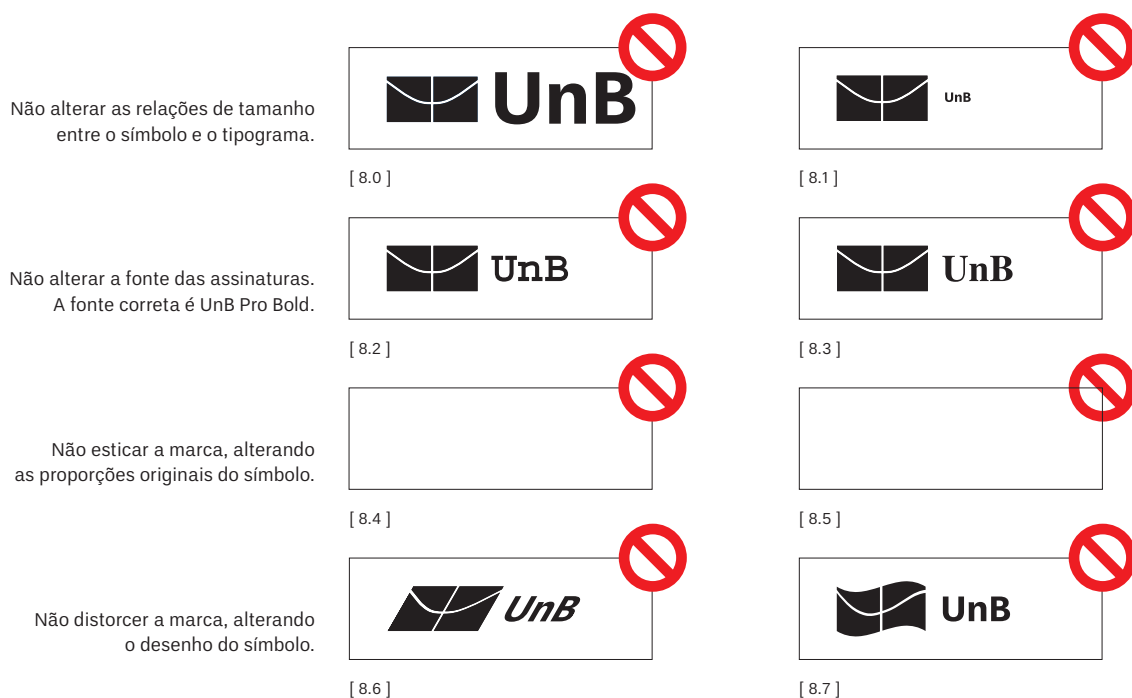 Não alterar as relações de tamanho
entre o símbolo e o tipograma.
UnB
[ 8.0 ]
UnB
[ 8.1 ]
Não alterar a fonte das assinaturas.
A fonte correta é UnB Pro Bold.
UnB
[ 8.2 ]
UnB
[ 8.3 ]
Não esticar a marca, alterando
as proporções originais do símbolo.
[ 8.4 ]
[ 8.5 ]
Não distorcer a marca, alterando
o desenho do símbolo.
UnB
[ 8.6 ]
UnB
[ 8.7 ]